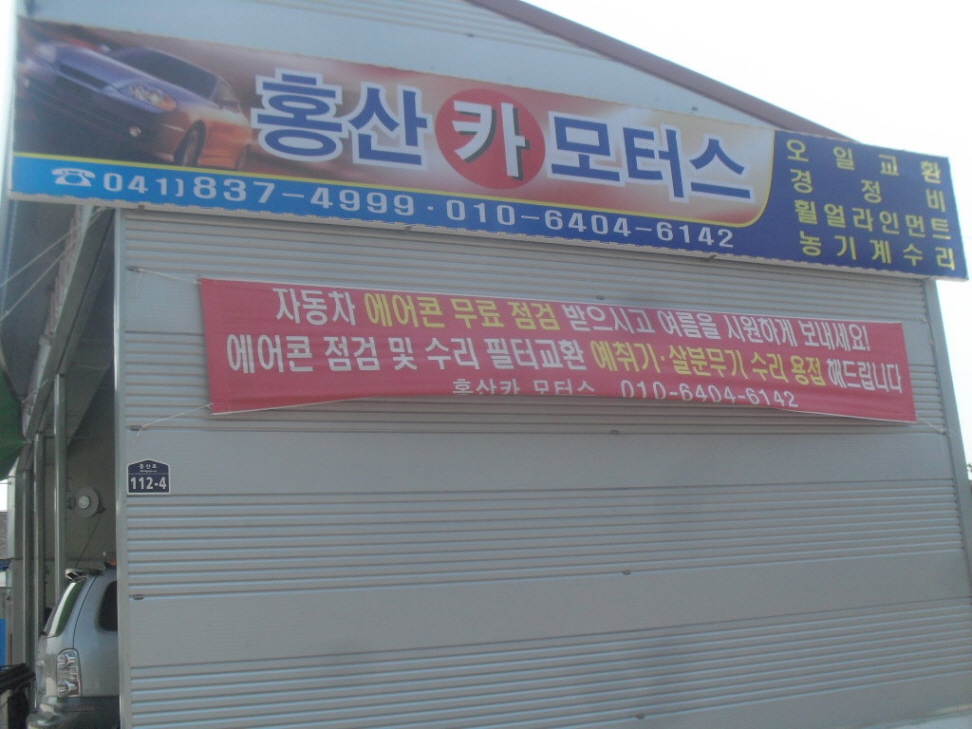 홍산카모터스
☎041)837-4999·010-6404-6142
오일교환
경정비
휠얼라인먼트
농기계수리
자동차 에어콘 무료 점검 받으시고 여름을 시원하게 보내세요!
에어콘 점검 및 수리 필터교환 예취기·살분무기 수리 용접 해드립니다
홍산카 모터스 010-6404-6142
112-4